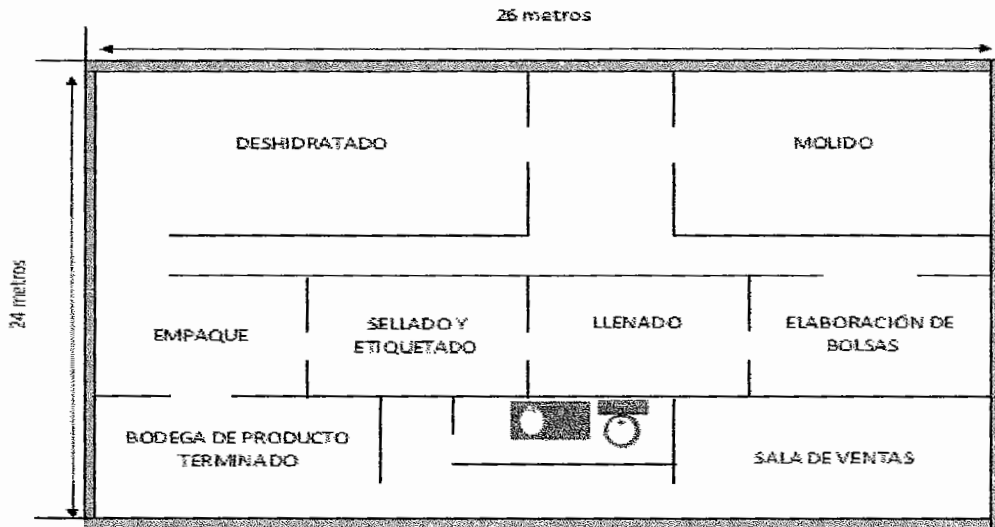 26 metros
DESHIDRATADO
MOLIDO
24 metros
EMPAQUE
SELLADO Y
ETIQUETADO
LLENADO
ELABORACIÓN DE
BOLSAS
BODEGA DE PRODUCTO
TERMINADO
SALA DE VENTAS